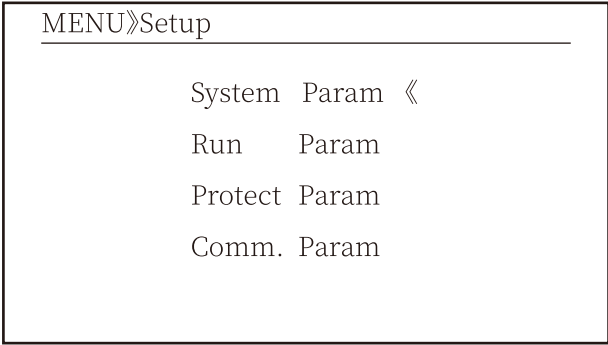 MENU》Setup
System Param 《
Run Param
Protect Param
Comm. Param